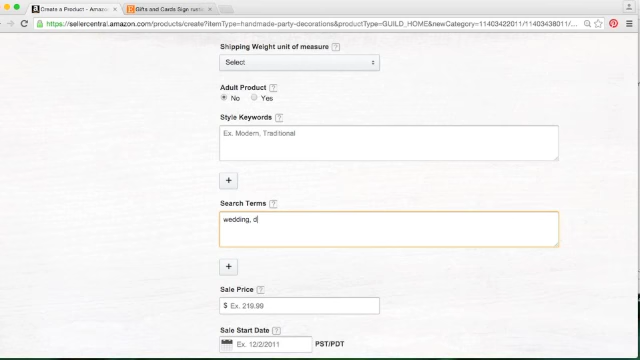 Create a Product - Amazon
Gifts and Cards Sign
https://sellercentral.amazon.com/products/create?itemType=handmade-party-decorations&productType=GUILD_HOME&newCategory=11403422011/11403438011/...
Shipping Weight unit of measure ?
Select
Adult Product ?
No Yes
Style Keywords ?
Ex. Modern, Traditional
+
Search Terms ?
wedding, d
+
Sale Price ?
$ Ex. 219.99
Sale Start Date ?
Ex. 12/2/2011 PST/PDT